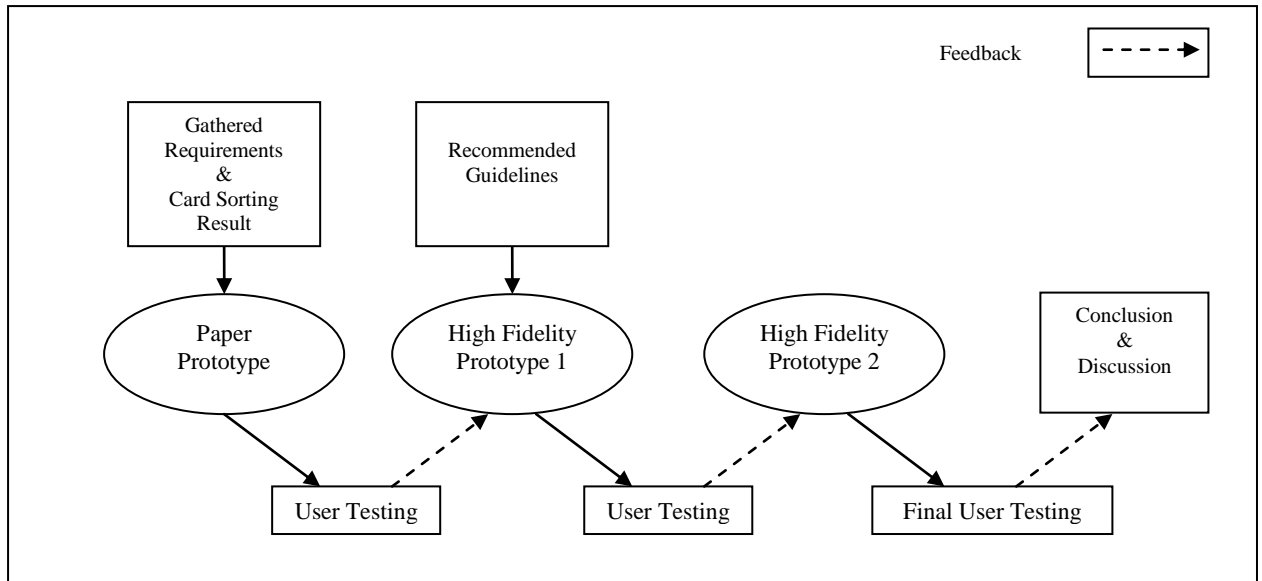 Feedback
Gathered
Requirements
&
Card Sorting
Result
Recommended
Guidelines
Paper
Prototype
High Fidelity
Prototype 1
High Fidelity
Prototype 2
Conclusion
&
Discussion
User Testing
User Testing
Final User Testing